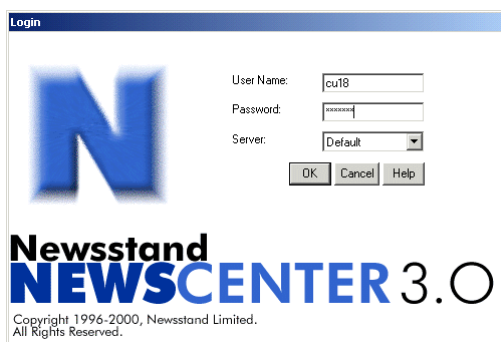 Login
User Name: cu18
Password: xxxxxxx
Server: Default
OK Cancel Help
N
Newsstand
NEWSCENTER 3.0
Copyright 1996-2000, Newsstand Limited.
All Rights Reserved.